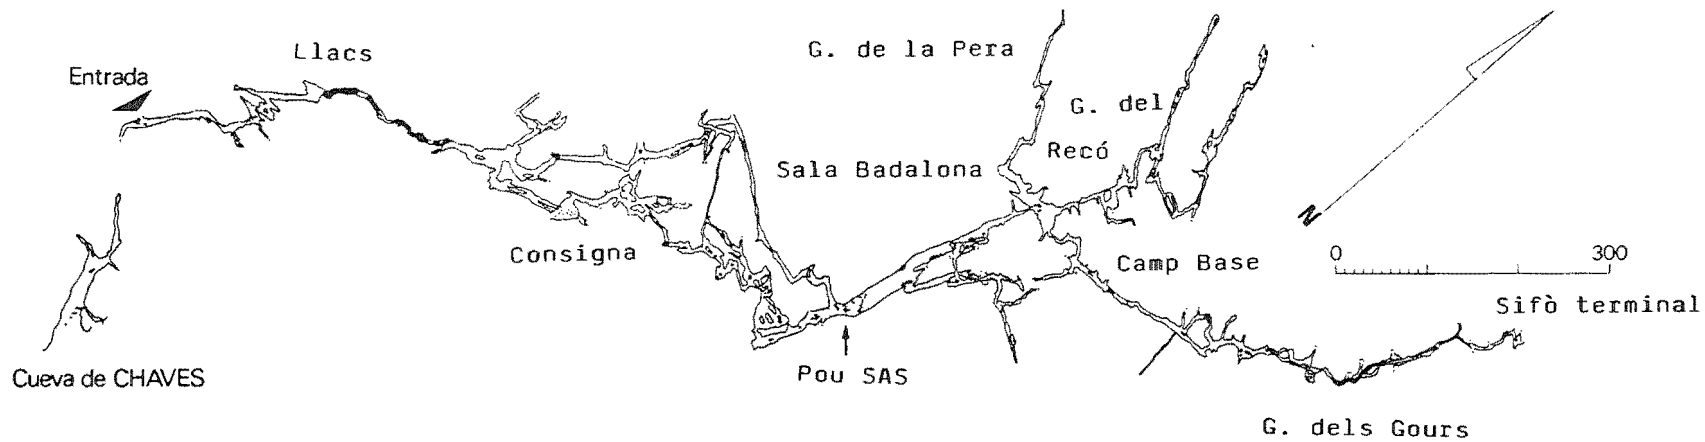 Llacs
Entrada
G. de la Pera
G. del
Recó
Sala Badalona
N
Consigna
Camp Base
0 300
Sifò terminal
Pou SAS
Cueva de CHAVES
G. dels Gours